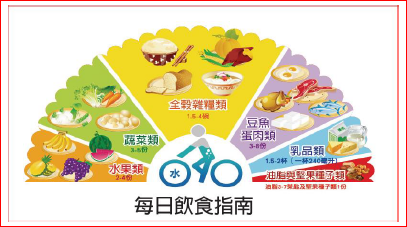 全穀雜糧類
1.5-4碗
豆魚
蛋肉類
3-8份
蔬菜類
3-5份
乳品類
1.5-2杯（一杯240毫升）
水果類
2-4份
水
油脂與堅果種子類
油脂3-7茶匙及堅果種子類1份
每日飲食指南